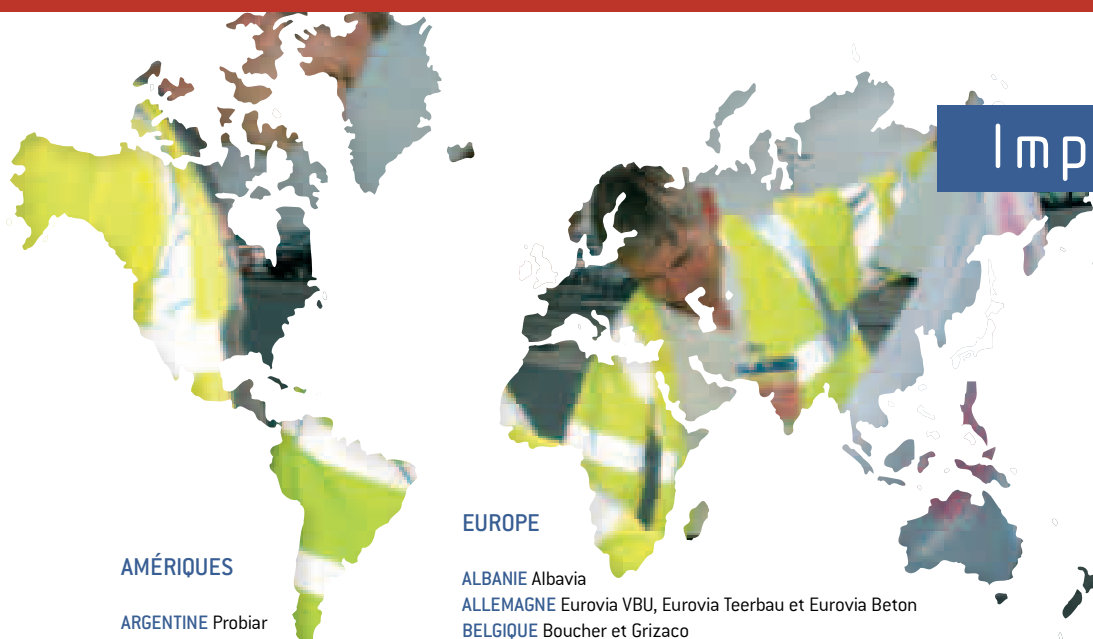 Imp
AMÉRIQUES
ARGENTINE Probiar
EUROPE
ALBANIE Albavia
ALLEMAGNE Eurovia VBU, Eurovia Teerbau et Eurovia Beton
BELGIQUE Boucher et Grizaco